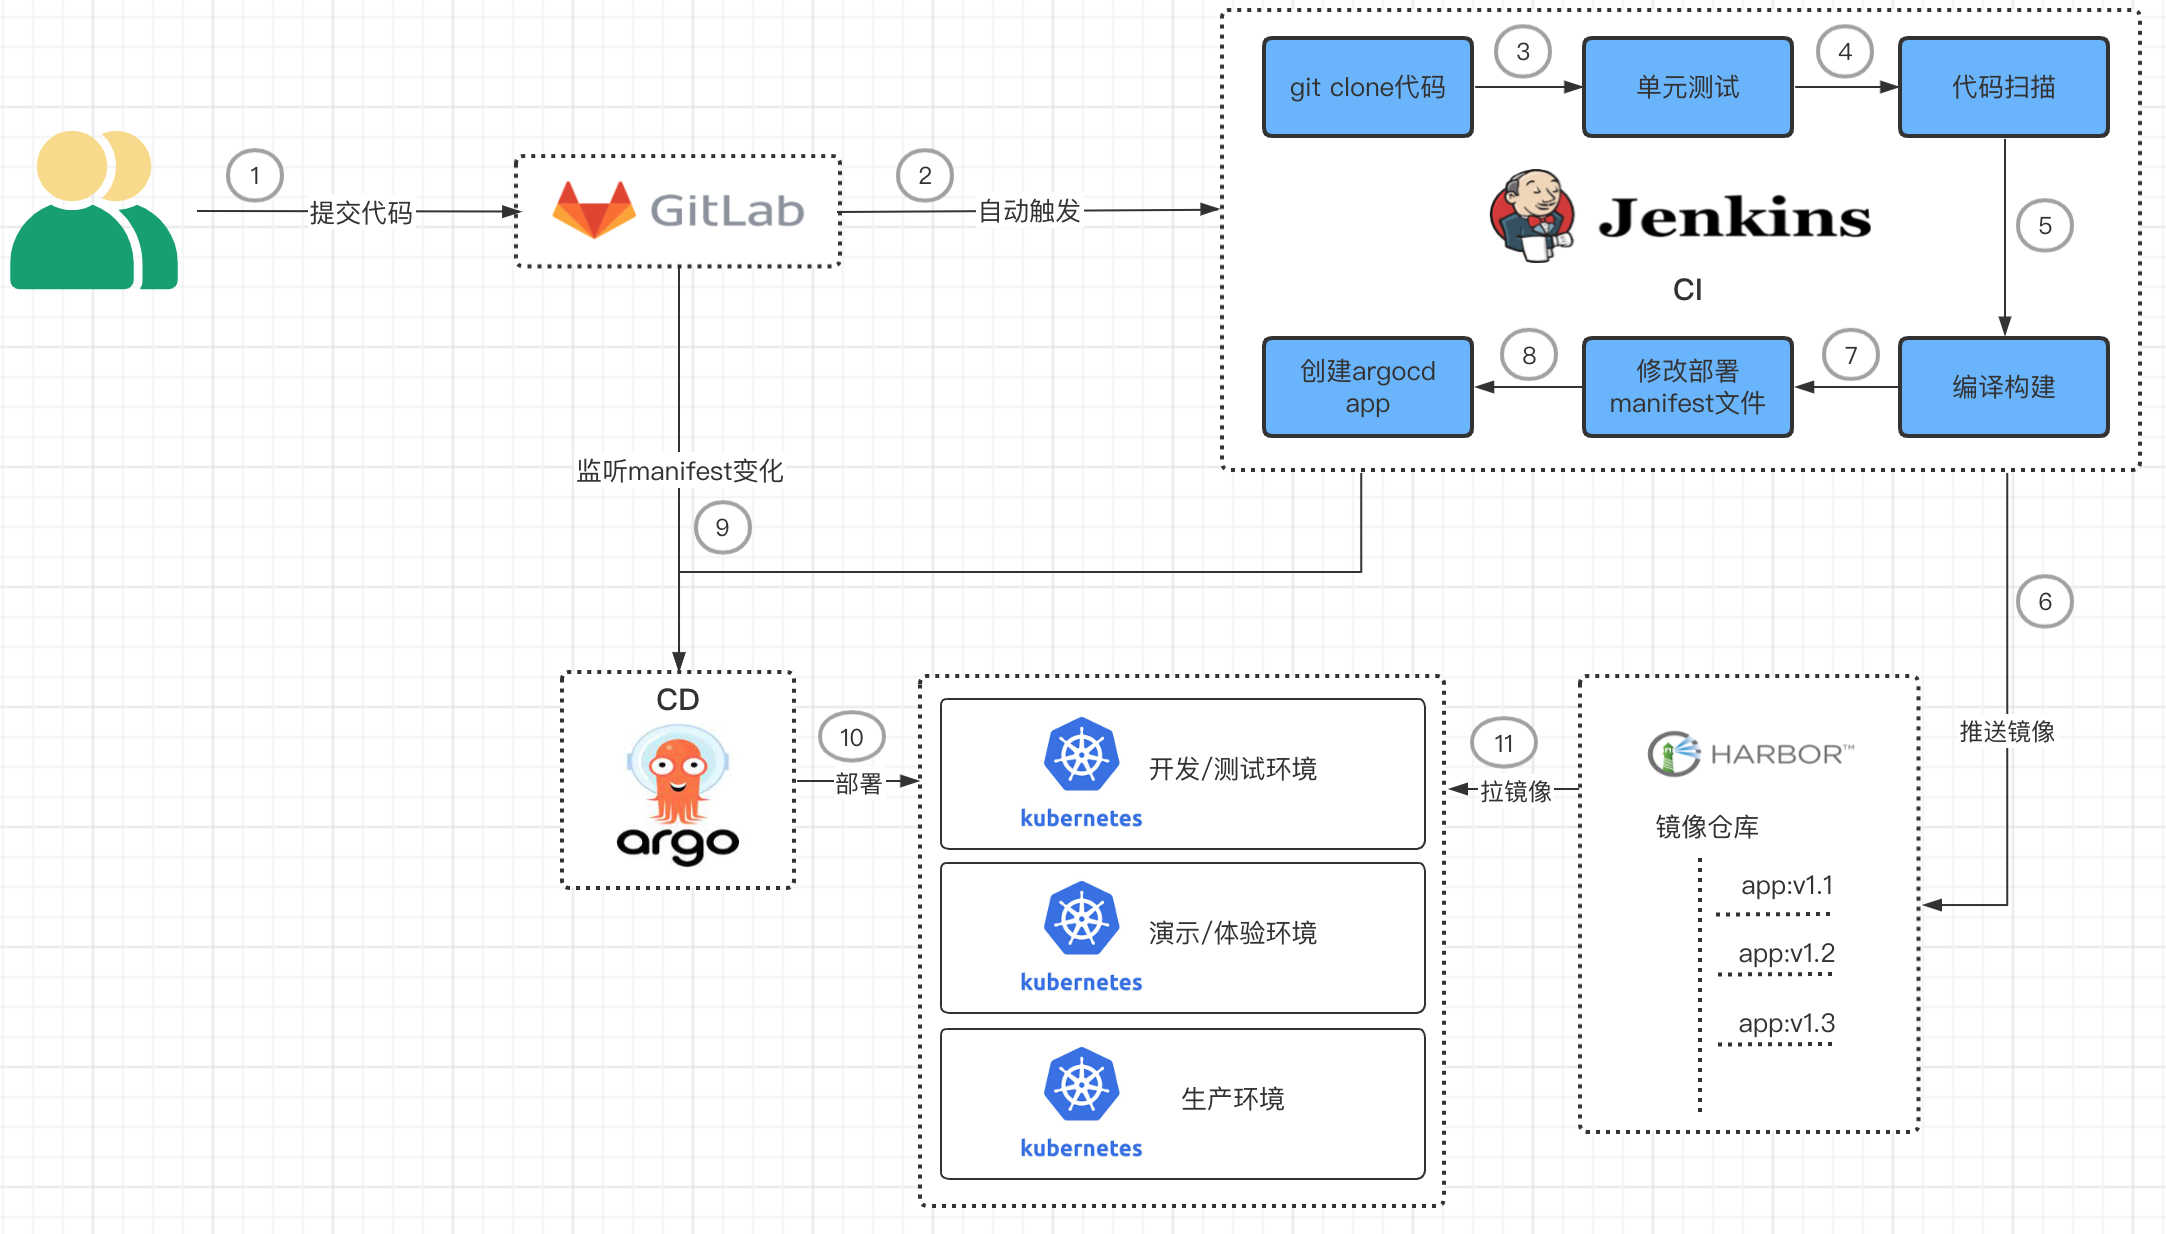 3
4
git clone代码
单元测试
代码扫描
1
2
提交代码
GitLab
自动触发
Jenkins
5
CI
8
7
创建argocd
app
修改部署
manifest文件
编译构建
监听manifest变化
9
6
CD
10
11
argo
部署
kubernetes
开发/测试环境
拉镜像
HARBOR™
推送镜像
镜像仓库
app:v1.1
kubernetes
演示/体验环境
app:v1.2
app:v1.3
kubernetes
生产环境